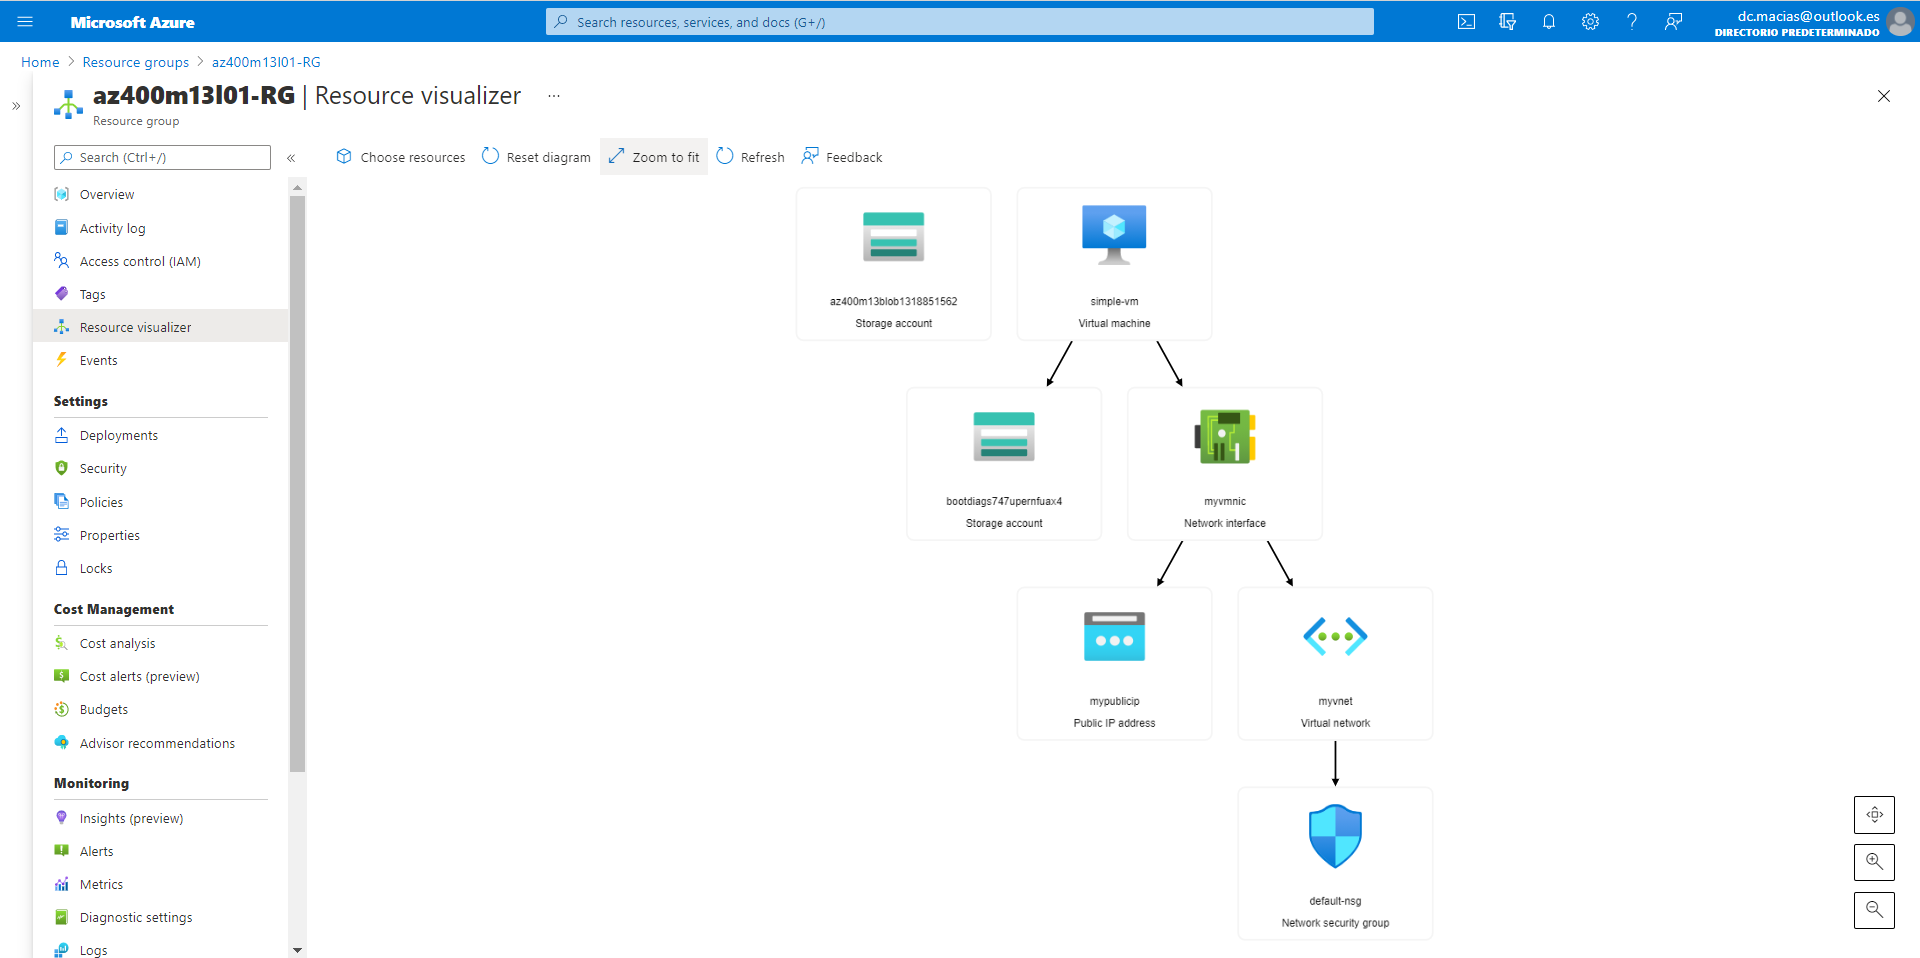 Microsoft Azure
Search resources, services, and docs (G+/)
dc.macias@outlook.es
DIRECTORIO PREDETERMINADO
Home > Resource groups > az400m13l01-RG
az400m13l01-RG | Resource visualizer ...
Resource group
Search (Ctrl+/)
Choose resources
Reset diagram
Zoom to fit
Refresh
Feedback
Overview
Activity log
Access control (IAM)
Tags
Resource visualizer
Events
Settings
Deployments
Security
Policies
Properties
Locks
Cost Management
Cost analysis
Cost alerts (preview)
Budgets
Advisor recommendations
Monitoring
Insights (preview)
Alerts
Metrics
Diagnostic settings
Logs
az400m13blob1318851562
Storage account
simple-vm
Virtual machine
bootdiags747upernfuax4
Storage account
myvmnic
Network interface
mypublicip
Public IP address
myvnet
Virtual network
default-nsg
Network security group